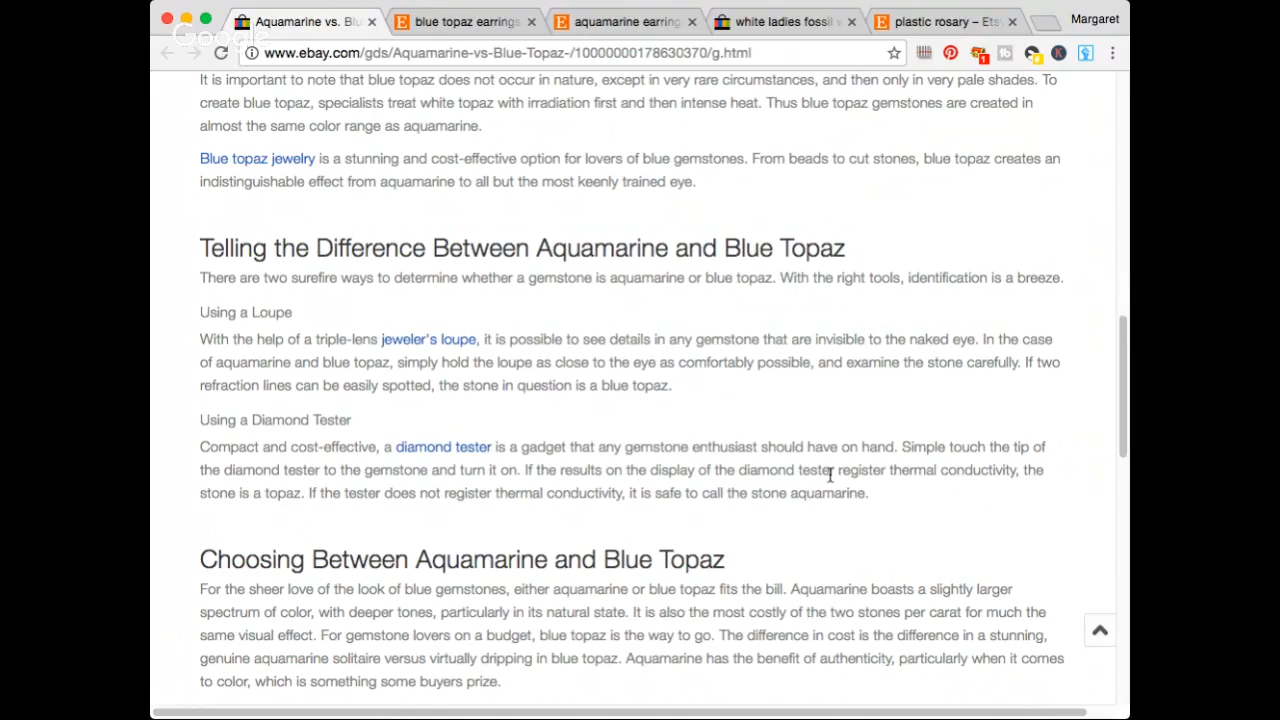 Aquamarine vs. Blu
blue topaz earrings
aquamarine earring
white ladies fossil w
plastic rosary – Ets
Margaret
Google
www.ebay.com/gds/Aquamarine-vs-Blue-Topaz-/10000000178630370/g.html
1
It is important to note that blue topaz does not occur in nature, except in very rare circumstances, and then only in very pale shades. To
create blue topaz, specialists treat white topaz with irradiation first and then intense heat. Thus blue topaz gemstones are created in
almost the same color range as aquamarine.
Blue topaz jewelry is a stunning and cost-effective option for lovers of blue gemstones. From beads to cut stones, blue topaz creates an
indistinguishable effect from aquamarine to all but the most keenly trained eye.
Telling the Difference Between Aquamarine and Blue Topaz
There are two surefire ways to determine whether a gemstone is aquamarine or blue topaz. With the right tools, identification is a breeze.
Using a Loupe
With the help of a triple-lens jeweler's loupe, it is possible to see details in any gemstone that are invisible to the naked eye. In the case
of aquamarine and blue topaz, simply hold the loupe as close to the eye as comfortably possible, and examine the stone carefully. If two
refraction lines can be easily spotted, the stone in question is a blue topaz.
Using a Diamond Tester
Compact and cost-effective, a diamond tester is a gadget that any gemstone enthusiast should have on hand. Simple touch the tip of
the diamond tester to the gemstone and turn it on. If the results on the display of the diamond tester register thermal conductivity, the
stone is a topaz. If the tester does not register thermal conductivity, it is safe to call the stone aquamarine.
Choosing Between Aquamarine and Blue Topaz
For the sheer love of the look of blue gemstones, either aquamarine or blue topaz fits the bill. Aquamarine boasts a slightly larger
spectrum of color, with deeper tones, particularly in its natural state. It is also the most costly of the two stones per carat for much the
same visual effect. For gemstone lovers on a budget, blue topaz is the way to go. The difference in cost is the difference in a stunning,
genuine aquamarine solitaire versus virtually dripping in blue topaz. Aquamarine has the benefit of authenticity, particularly when it comes
to color, which is something some buyers prize.